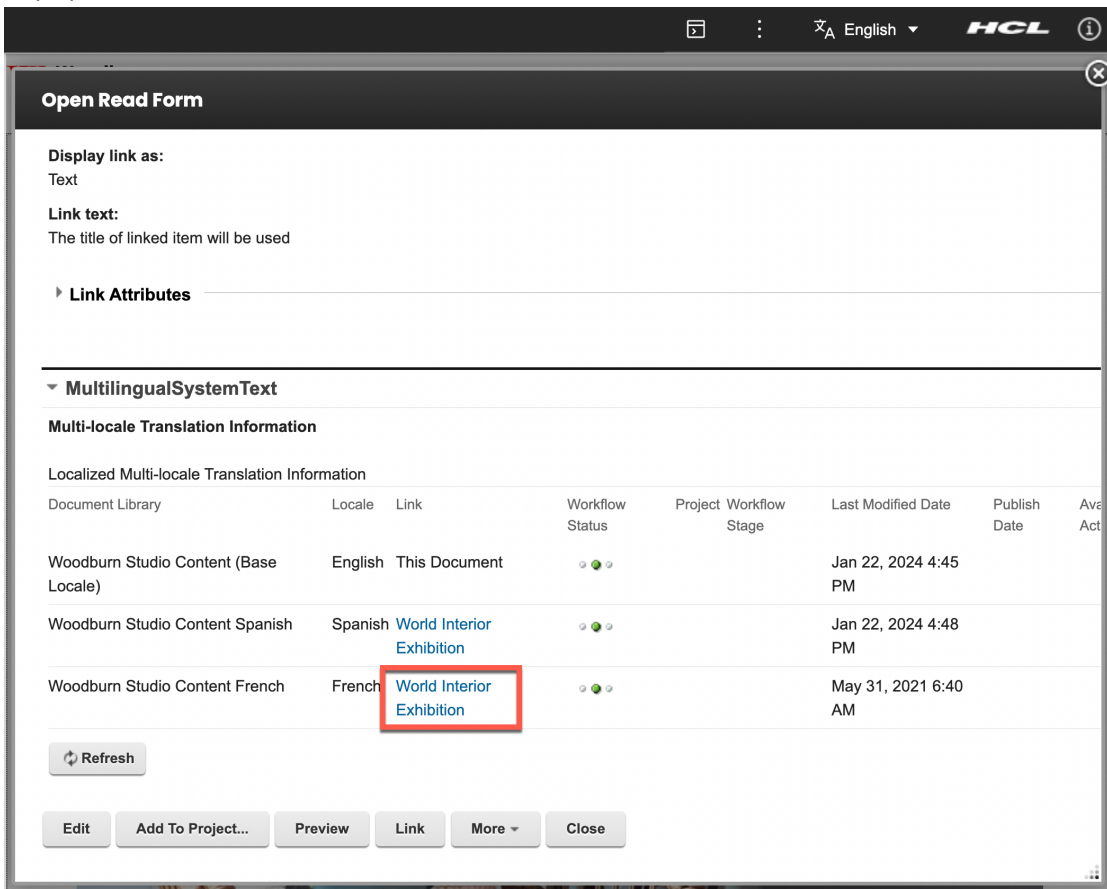 English
HCL
Open Read Form
Display link as:
Text
Link text:
The title of linked item will be used
Link Attributes
MultilingualSystemText
Multi-locale Translation Information
Localized Multi-locale Translation Information
Document Library Locale Link Workflow Status Project Workflow Stage Last Modified Date Publish Date
Woodburn Studio Content (Base Locale) English This Document Jan 22, 2024 4:45 PM
Woodburn Studio Content Spanish Spanish World Interior Exhibition Jan 22, 2024 4:48 PM
Woodburn Studio Content French French World Interior Exhibition May 31, 2021 6:40 AM
Refresh
Edit Add To Project... Preview Link More Close